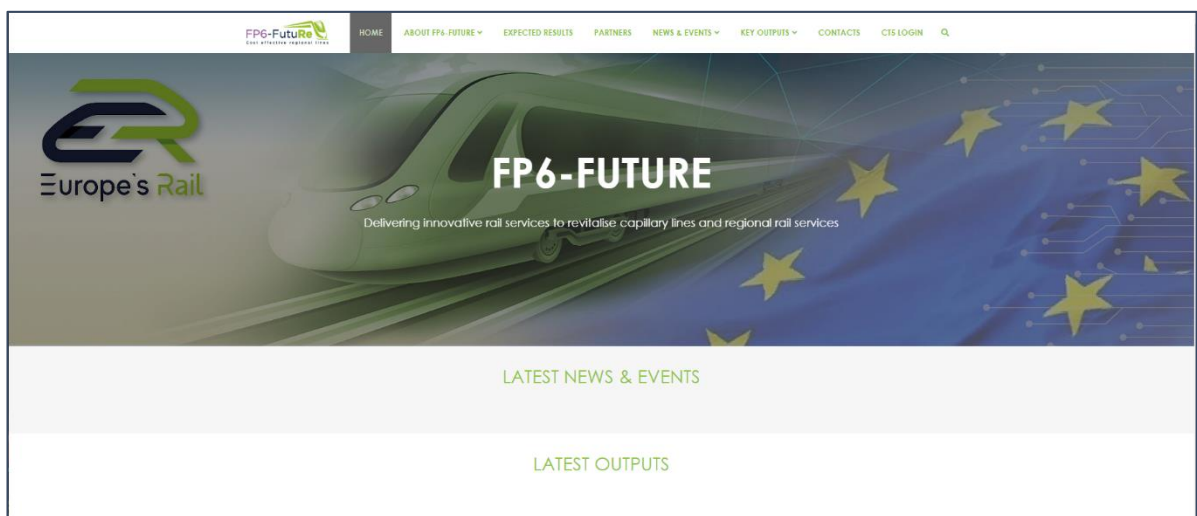 FP6-FutuRe
Cost effective regional lines
HOME ABOUT FP6-FUTURE EXPECTED RESULTS PARTNERS NEWS & EVENTS KEY OUTPUTS CONTACTS CTS LOGIN
Europe's Rail
FP6-FUTURE
Delivering innovative rail services to revitalise capillary lines and regional rail services
LATEST NEWS & EVENTS
LATEST OUTPUTS